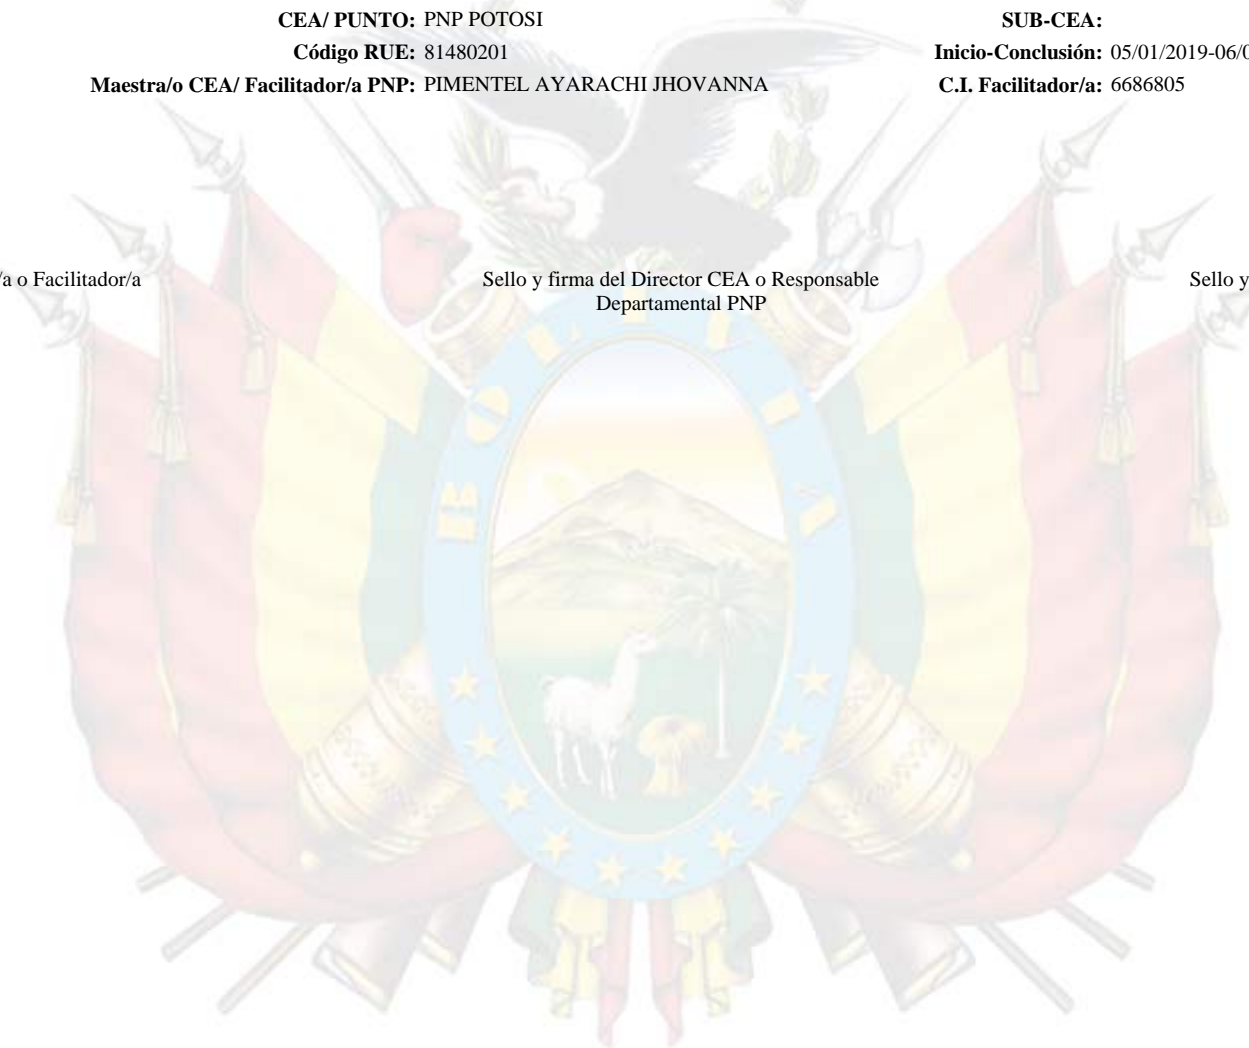 CEA/ PUNTO: PNP POTOSI SUB-CEA:
Código RUE: 81480201 Inicio-Conclusión: 05/01/2019-06/0
Maestra/o CEA/ Facilitador/a PNP: PIMENTEL AYARACHI JHOVANNA C.I. Facilitador/a: 6686805
/a o Facilitador/a Sello y firma del Director CEA o Responsable Sello y
Departamental PNP
BOLIVIA